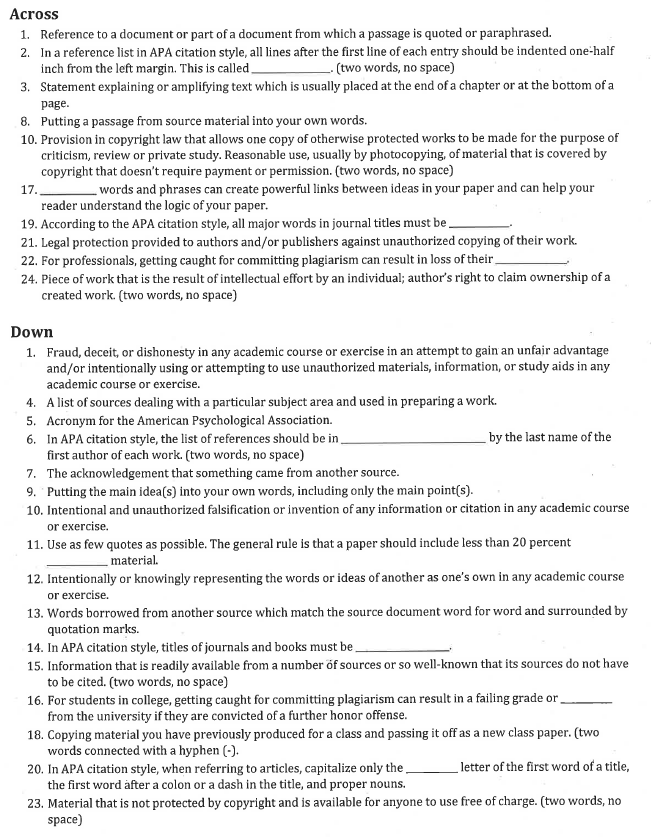 Across
1. Reference to a document or part of a document from which a passage is quoted or paraphrased.
2. In a reference list in APA citation style, all lines after the first line of each entry should be indented one-half
inch from the left margin. This is called ____________. (two words, no space)
3. Statement explaining or amplifying text which is usually placed at the end of a chapter or at the bottom of a
page.
8. Putting a passage from source material into your own words.
10. Provision in copyright law that allows one copy of otherwise protected works to be made for the purpose of
criticism, review or private study. Reasonable use, usually by photocopying, of material that is covered by
copyright that doesn't require payment or permission. (two words, no space)
17. ________ words and phrases can create powerful links between ideas in your paper and can help your
reader understand the logic of your paper.
19. According to the APA citation style, all major words in journal titles must be _________.
21. Legal protection provided to authors and/or publishers against unauthorized copying of their work.
22. For professionals, getting caught for committing plagiarism can result in loss of their __________.
24. Piece of work that is the result of intellectual effort by an individual; author's right to claim ownership of a
created work. (two words, no space)
Down
1. Fraud, deceit, or dishonesty in any academic course or exercise in an attempt to gain an unfair advantage
and/or intentionally using or attempting to use unauthorized materials, information, or study aids in any
academic course or exercise.
4. A list of sources dealing with a particular subject area and used in preparing a work.
5. Acronym for the American Psychological Association.
6. In APA citation style, the list of references should be in _____________________ by the last name of the
first author of each work. (two words, no space)
7. The acknowledgement that something came from another source.
9. Putting the main idea(s) into your own words, including only the main point(s).
10. Intentional and unauthorized falsification or invention of any information or citation in any academic course
or exercise.
11. Use as few quotes as possible. The general rule is that a paper should include less than 20 percent
_________ material.
12. Intentionally or knowingly representing the words or ideas of another as one's own in any academic course
or exercise.
13. Words borrowed from another source which match the source document word for word and surrounded by
quotation marks.
14. In APA citation style, titles of journals and books must be ______________.
15. Information that is readily available from a number of sources or so well-known that its sources do not have
to be cited. (two words, no space)
16. For students in college, getting caught for committing plagiarism can result in a failing grade or ________
from the university if they are convicted of a further honor offense.
18. Copying material you have previously produced for a class and passing it off as a new class paper. (two
words connected with a hyphen (-).
20. In APA citation style, when referring to articles, capitalize only the ________ letter of the first word of a title,
the first word after a colon or a dash in the title, and proper nouns.
23. Material that is not protected by copyright and is available for anyone to use free of charge. (two words, no
space)